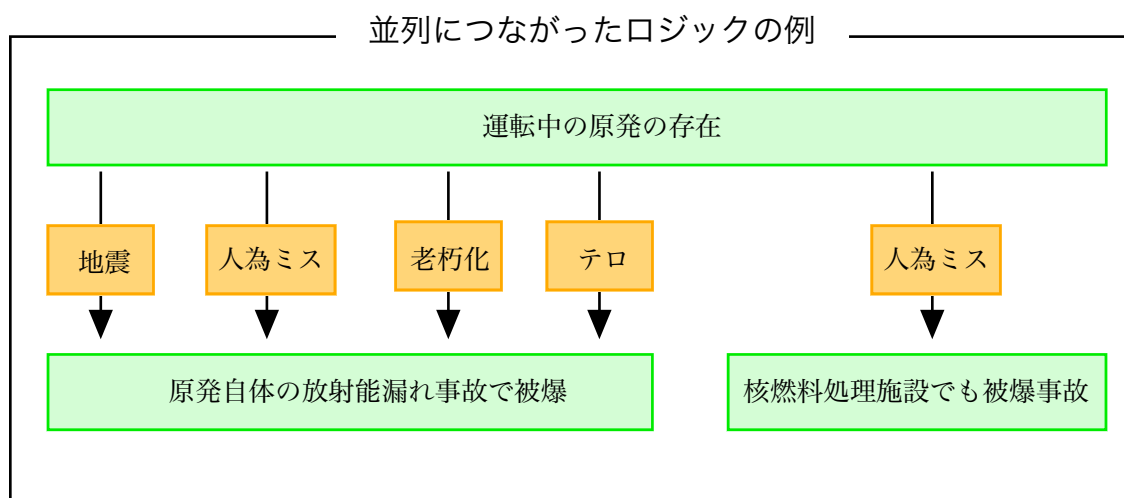 並列につながったロジックの例
運転中の原発の存在
地震
人為ミス
老朽化
テロ
人為ミス
原発自体の放射能漏れ事故で被爆
核燃料処理施設でも被爆事故